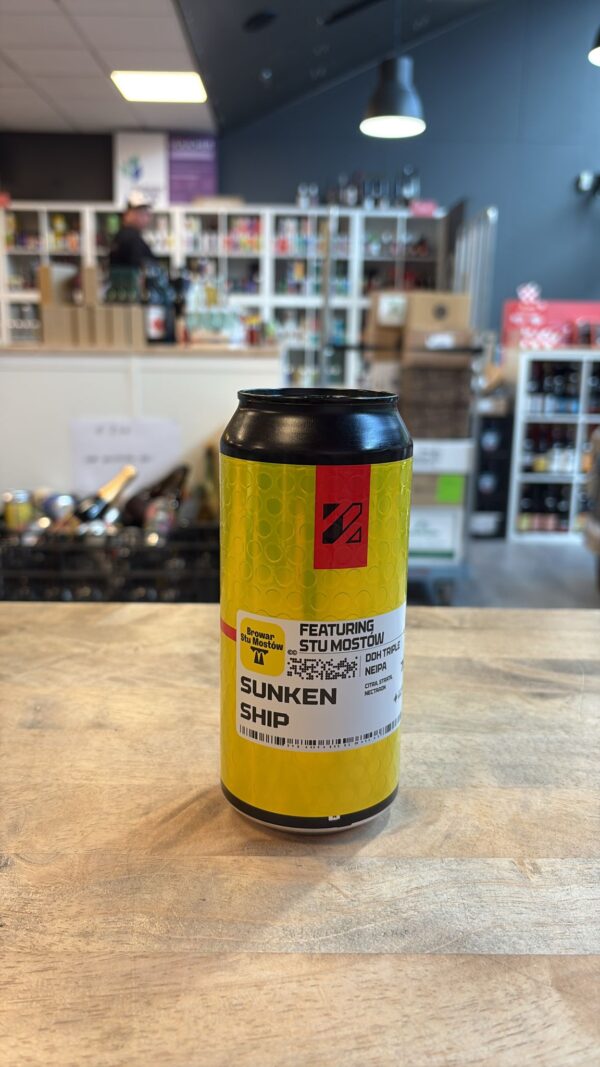 Browar
Stu Mostów
FEATURING
STU MOSTÓW
DDH TRIPLE
NEIPA
CITRA, STRATA,
NECTARON
SUNKEN
SHIP